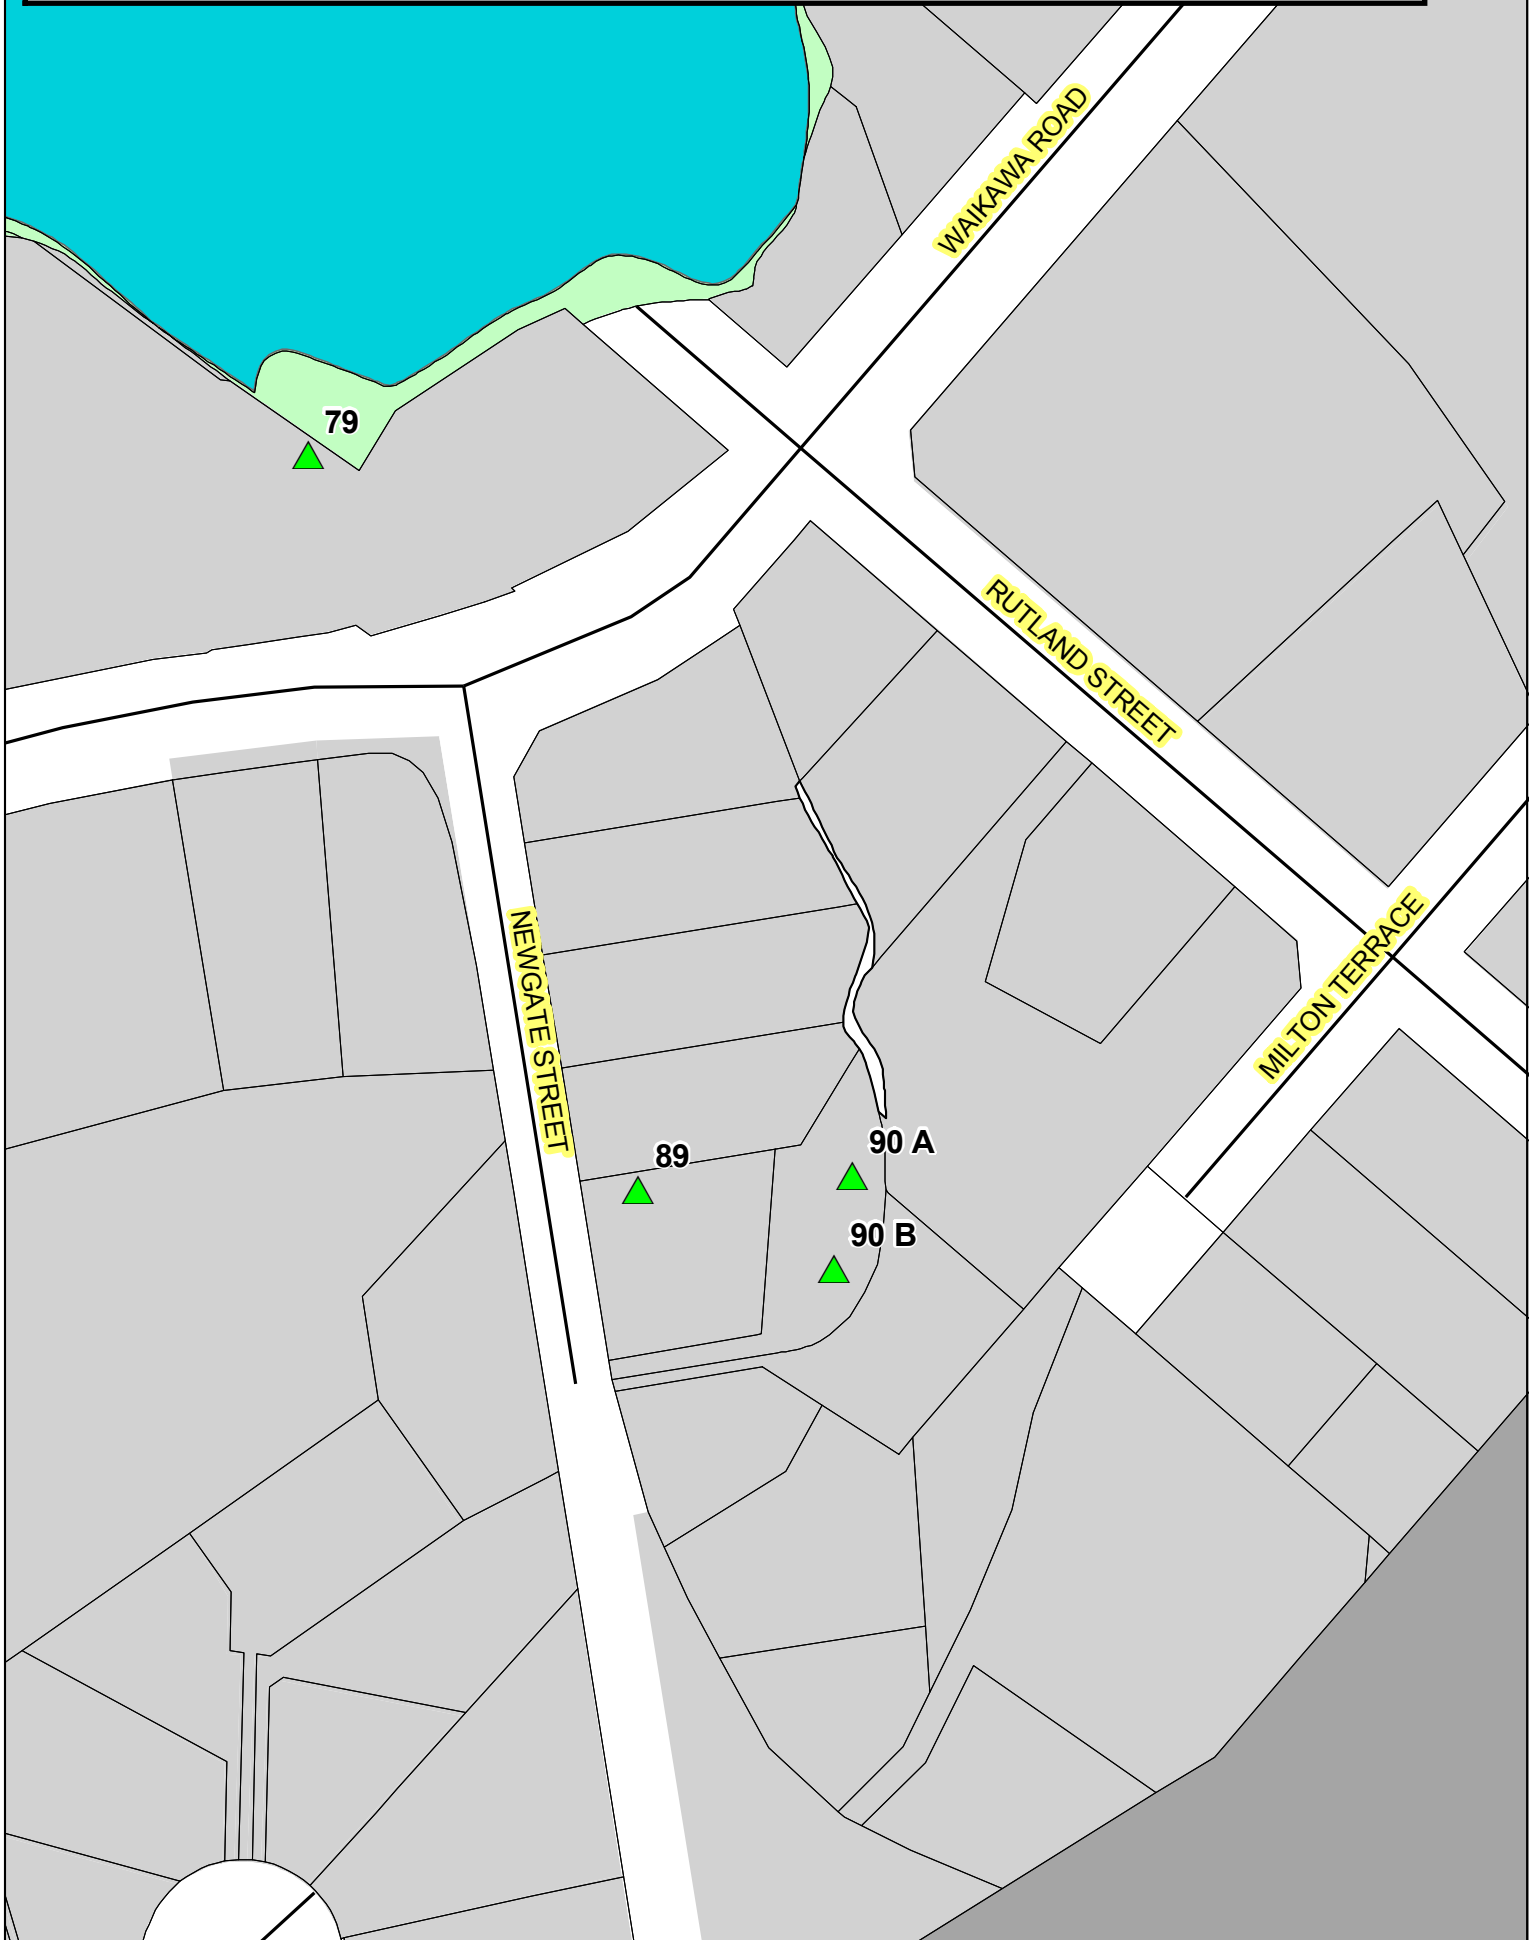 WAIKAWA ROAD
79
RUTLAND STREET
MILTON TERRACE
NEWGATE STREET
90 A
89
90 B